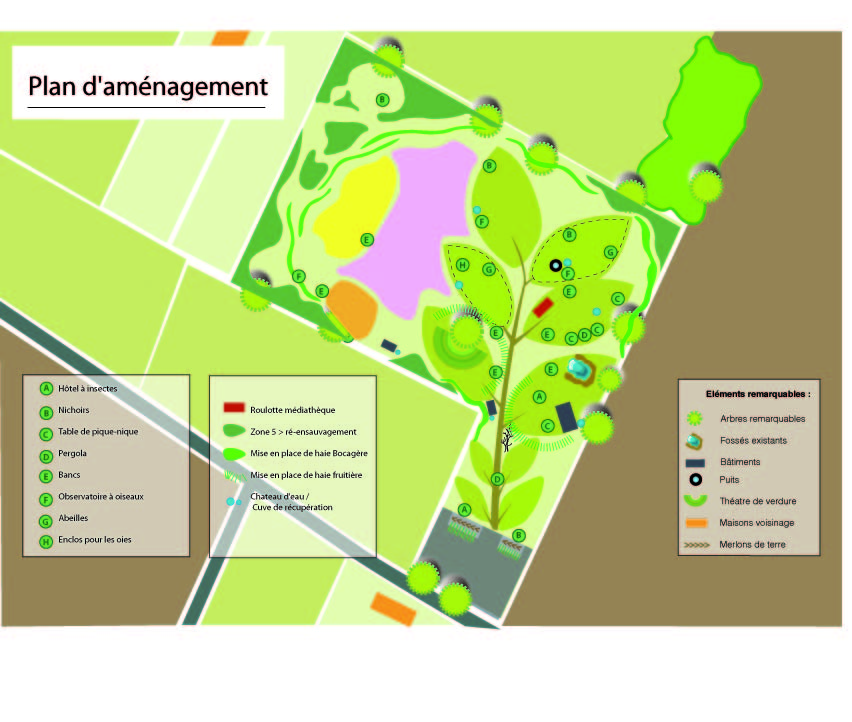 Plan d'aménagement
B
B
F
B
G
E
H
G
F
F
E
E
C
E
E
C
D
C
E
E
A
C
D
A
B
A Hôtel à insectes
B Nichoirs
C Table de pique-nique
D Pergola
E Bancs
F Observatoire à oiseaux
G Abeilles
H Enclos pour les oies
Roulotte médiathèque
Zone 5 > ré-ensauvagement
Mise en place de haie Bocagère
Mise en place de haie fruitière
Chateau d'eau /
Cuve de récupération
Eléments remarquables :
Arbres remarquables
Fossés existants
Bâtiments
Puits
Théatre de verdure
Maisons voisinage
Merlons de terre